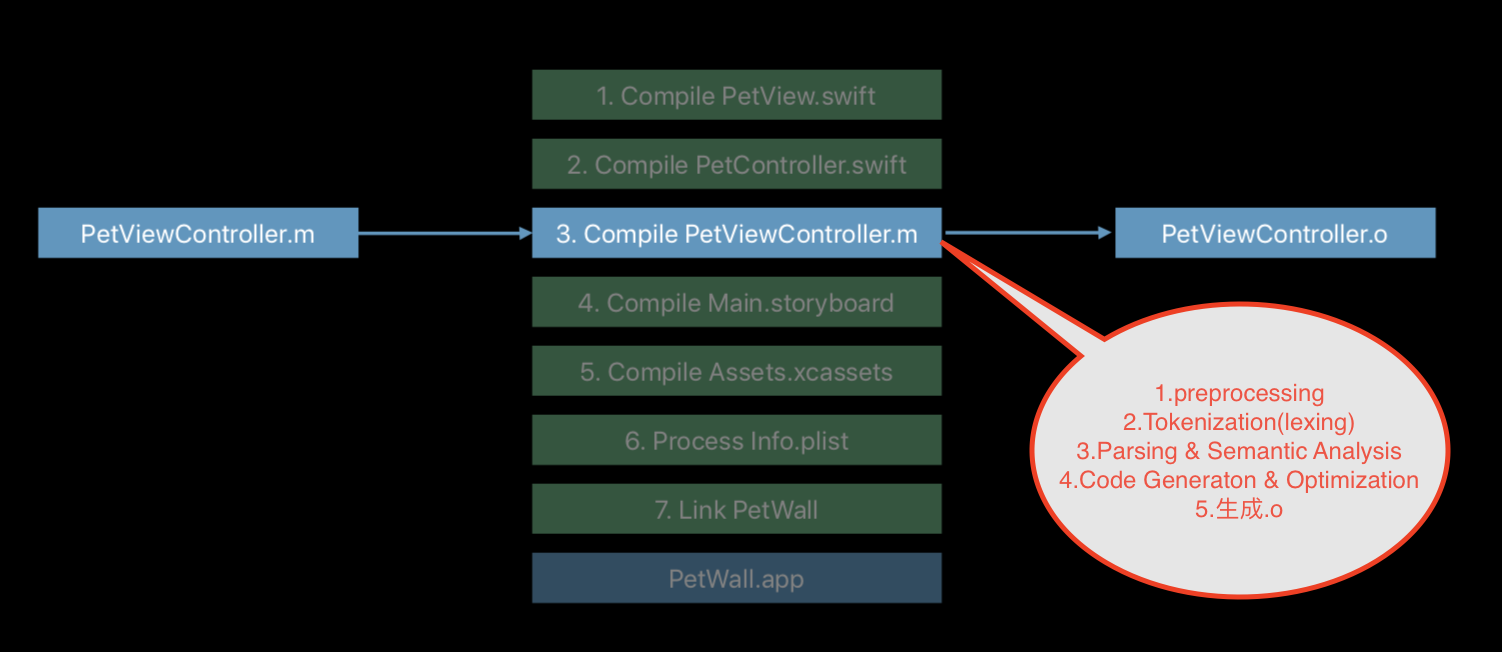 1. Compile PetView.swift
2. Compile PetController.swift
PetViewController.m
3. Compile PetViewController.m
PetViewController.o
4. Compile Main.storyboard
5. Compile Assets.xcassets
6. Process Info.plist
7. Link PetWall
PetWall.app
1.preprocessing
2.Tokenization(lexing)
3.Parsing & Semantic Analysis
4.Code Generaton & Optimization
5.生成.o